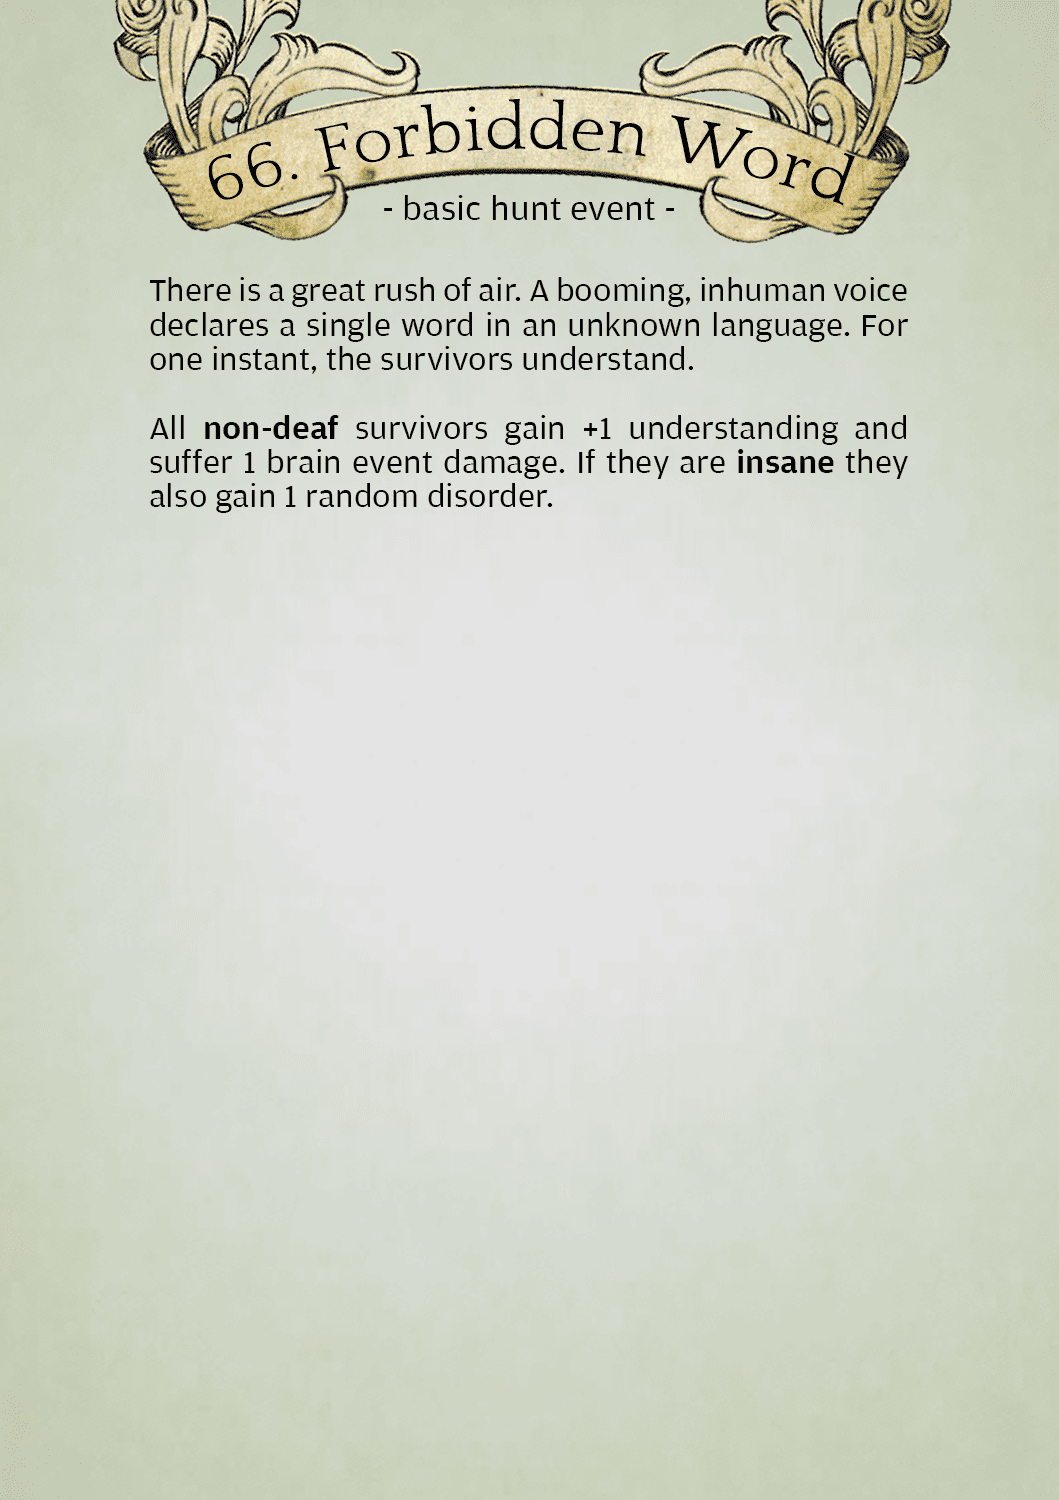 66. Forbidden Word
- basic hunt event -
There is a great rush of air. A booming, inhuman voice
declares a single word in an unknown language. For
one instant, the survivors understand.
All non-deaf survivors gain +1 understanding and
suffer 1 brain event damage. If they are insane they
also gain 1 random disorder.